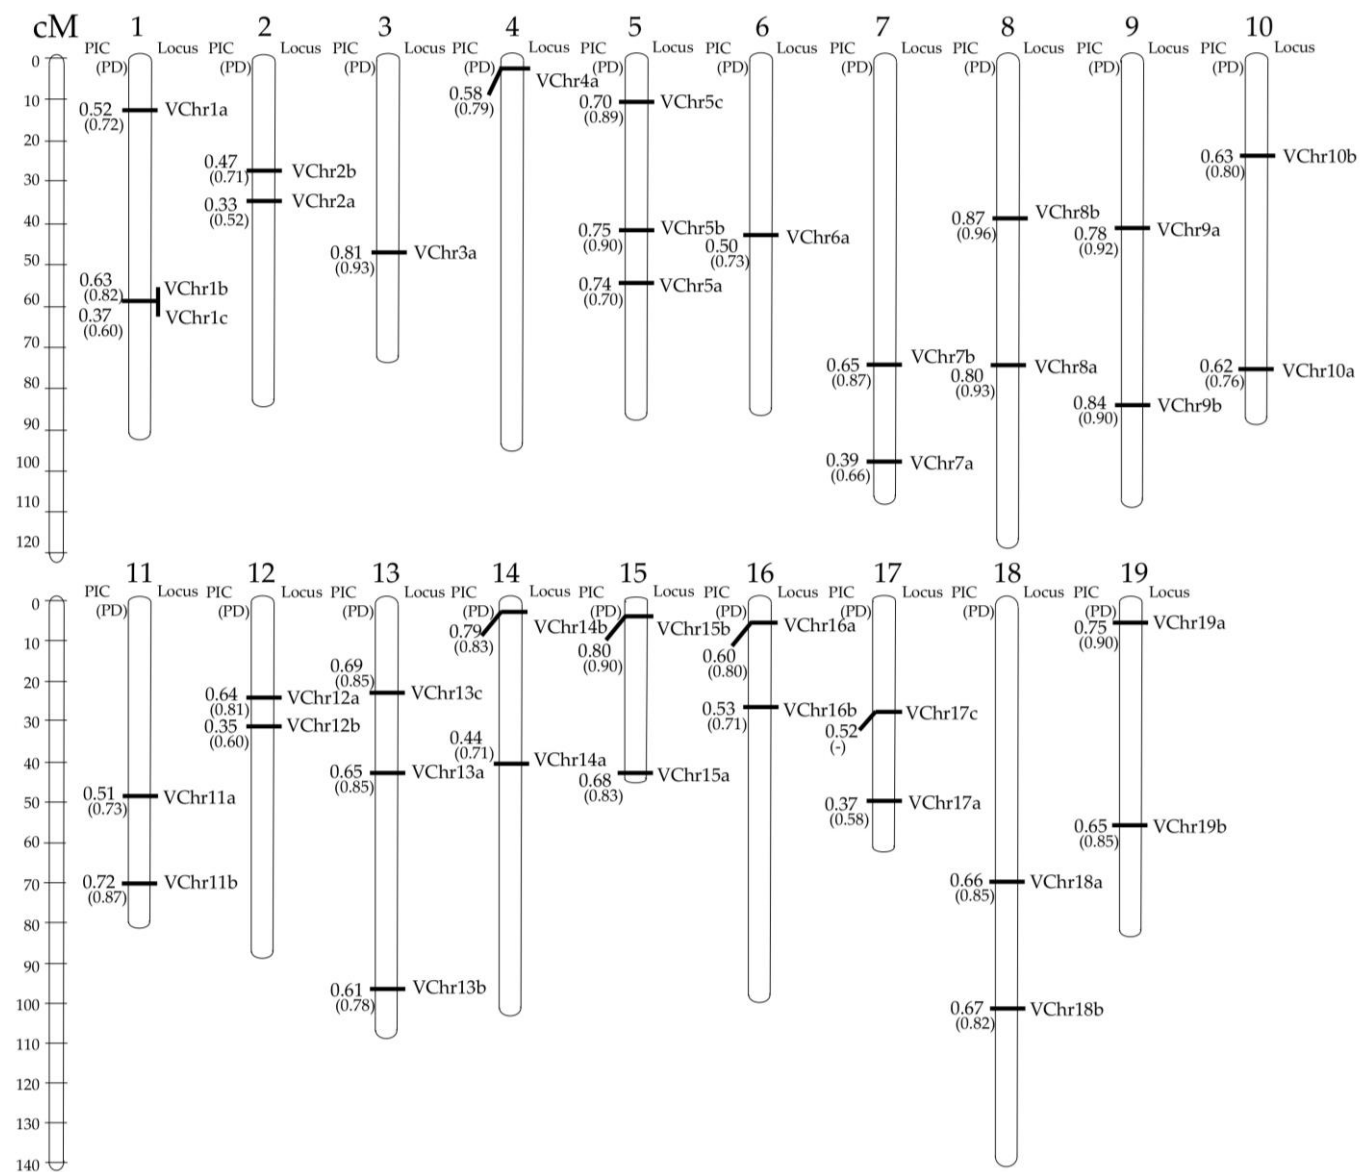 cM 1 2 3 4 5 6 7 8 9 10
PIC Locus PIC Locus PIC Locus PIC Locus PIC Locus PIC Locus PIC Locus PIC Locus PIC Locus PIC Locus
(PD) (PD) (PD) (PD) (PD) (PD) (PD) (PD) (PD) (PD)
0
10
20
30
40
50
60
70
80
90
100
110
120
0.52 VChr1a
(0.72)
0.63 VChr1b
(0.82)
0.37 VChr1c
(0.60)
0.47 VChr2b
(0.71)
0.33 VChr2a
(0.52)
0.81 VChr3a
(0.93)
0.58 VChr4a
(0.79)
0.70 VChr5c
(0.89)
0.75 VChr5b
(0.90)
0.74 VChr5a
(0.70)
0.50 VChr6a
(0.73)
0.65 VChr7b
(0.87)
0.39 VChr7a
(0.66)
0.87 VChr8b
(0.96)
0.80 VChr8a
(0.93)
0.78 VChr9a
(0.92)
0.84 VChr9b
(0.90)
0.63 VChr10b
(0.80)
0.62 VChr10a
(0.76)
11 12 13 14 15 16 17 18 19
PIC Locus PIC Locus PIC Locus PIC Locus PIC Locus PIC Locus PIC Locus PIC Locus PIC Locus
(PD) (PD) (PD) (PD) (PD) (PD) (PD) (PD) (PD)
0
10
20
30
40
50
60
70
80
90
100
110
120
130
140
0.51 VChr11a
(0.73)
0.72 VChr11b
(0.87)
0.64 VChr12a
(0.81)
0.35 VChr12b
(0.60)
0.69 VChr13c
(0.85)
0.65 VChr13a
(0.85)
0.61 VChr13b
(0.78)
0.79 VChr14b
(0.83)
0.44 VChr14a
(0.71)
0.80 VChr15b
(0.90)
0.68 VChr15a
(0.83)
0.60 VChr16a
(0.80)
0.53 VChr16b
(0.71)
0.52 VChr17c
(-)
0.37 VChr17a
(0.58)
0.66 VChr18a
(0.85)
0.67 VChr18b
(0.82)
0.75 VChr19a
(0.90)
0.65 VChr19b
(0.85)